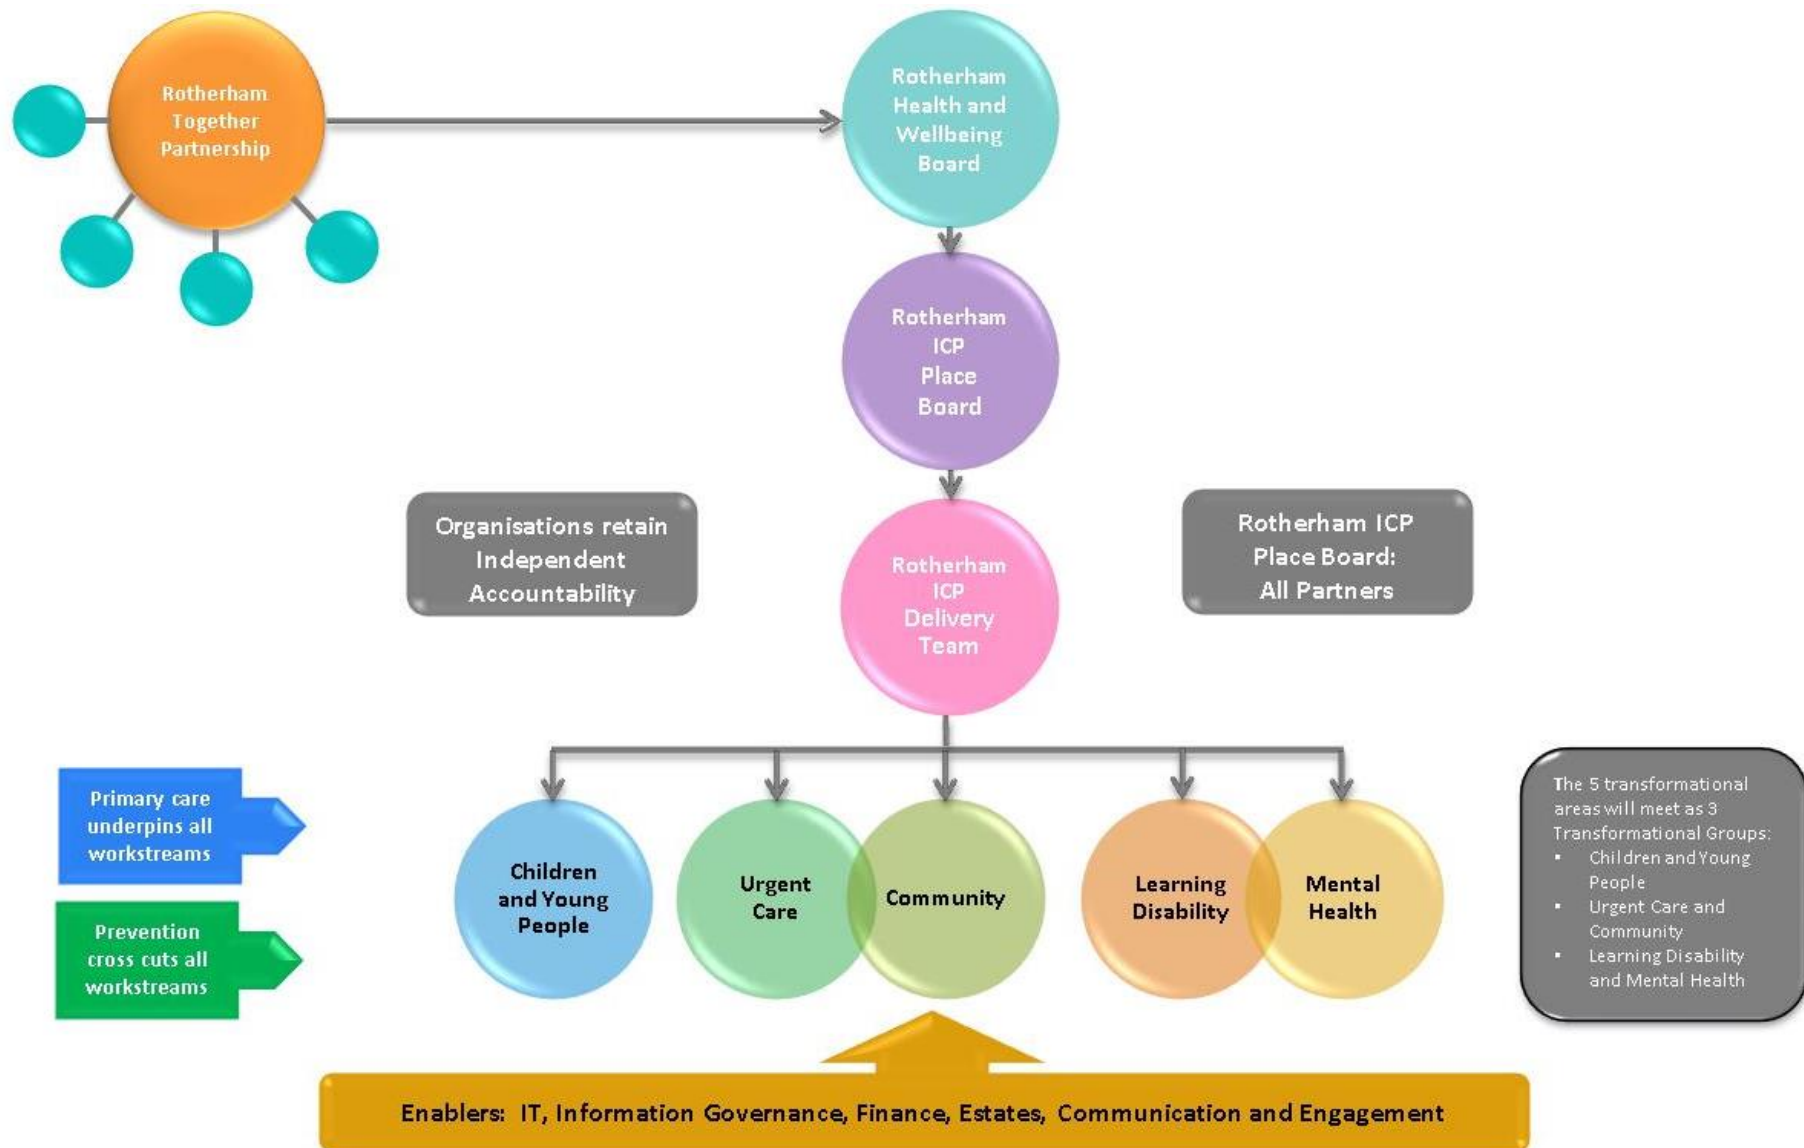 Rotherham
Together
Partnership
Rotherham
Health and
Wellbeing
Board
Rotherham
ICP
Place
Board
Organisations retain
Independent
Accountability
Rotherham
ICP
Delivery
Team
Rotherham ICP
Place Board:
All Partners
Primary care
underpins all
workstreams
Prevention
cross cuts all
workstreams
Children
and Young
People
Urgent
Care
Community
Learning
Disability
Mental
Health
The 5 transformational
areas will meet as 3
Transformational Groups:
▪ Children and Young
People
▪ Urgent Care and
Community
▪ Learning Disability
and Mental Health
Enablers: IT, Information Governance, Finance, Estates, Communication and Engagement